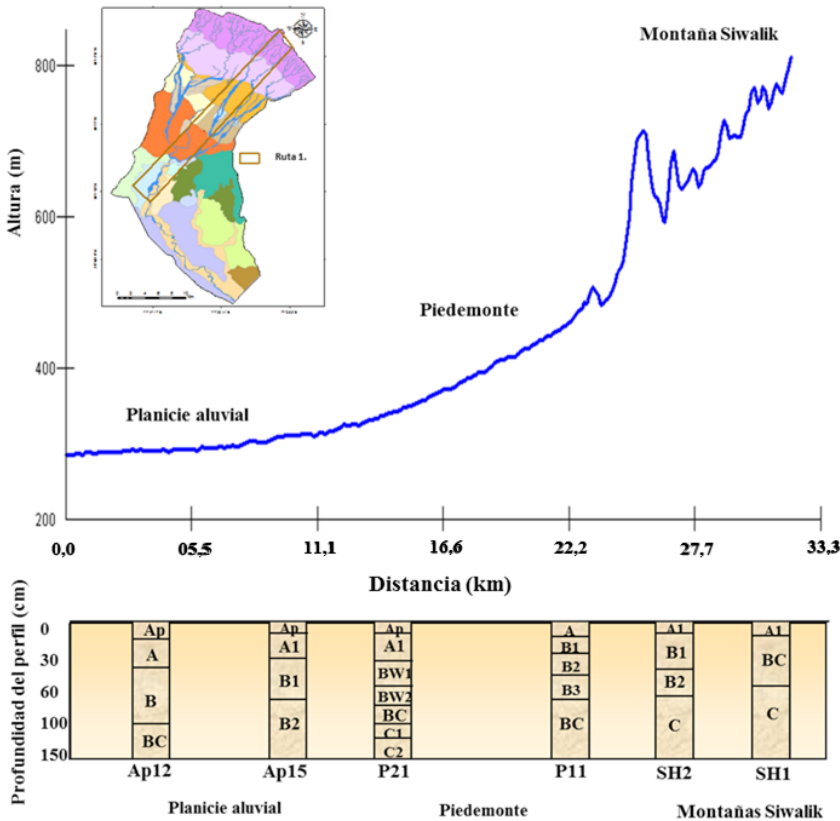 Montaña Siwalik
Ruta 1.
Altura (m)
800
600
400
200
Piedemonte
Planicie aluvial
0,0 05,5 11,1 16,6 22,2 27,7 33,3
Distancia (km)
Profundidad del perfil (cm)
0
30
60
100
150
Ap
A
B
BC
Ap
A1
B1
B2
Ap
A1
BW1
BW2
BC
C1
C2
A
B1
B2
B3
BC
A1
B1
B2
C
A1
BC
C
Ap12 Ap15 P21 P11 SH2 SH1
Planicie aluvial Piedemonte Montañas Siwalik